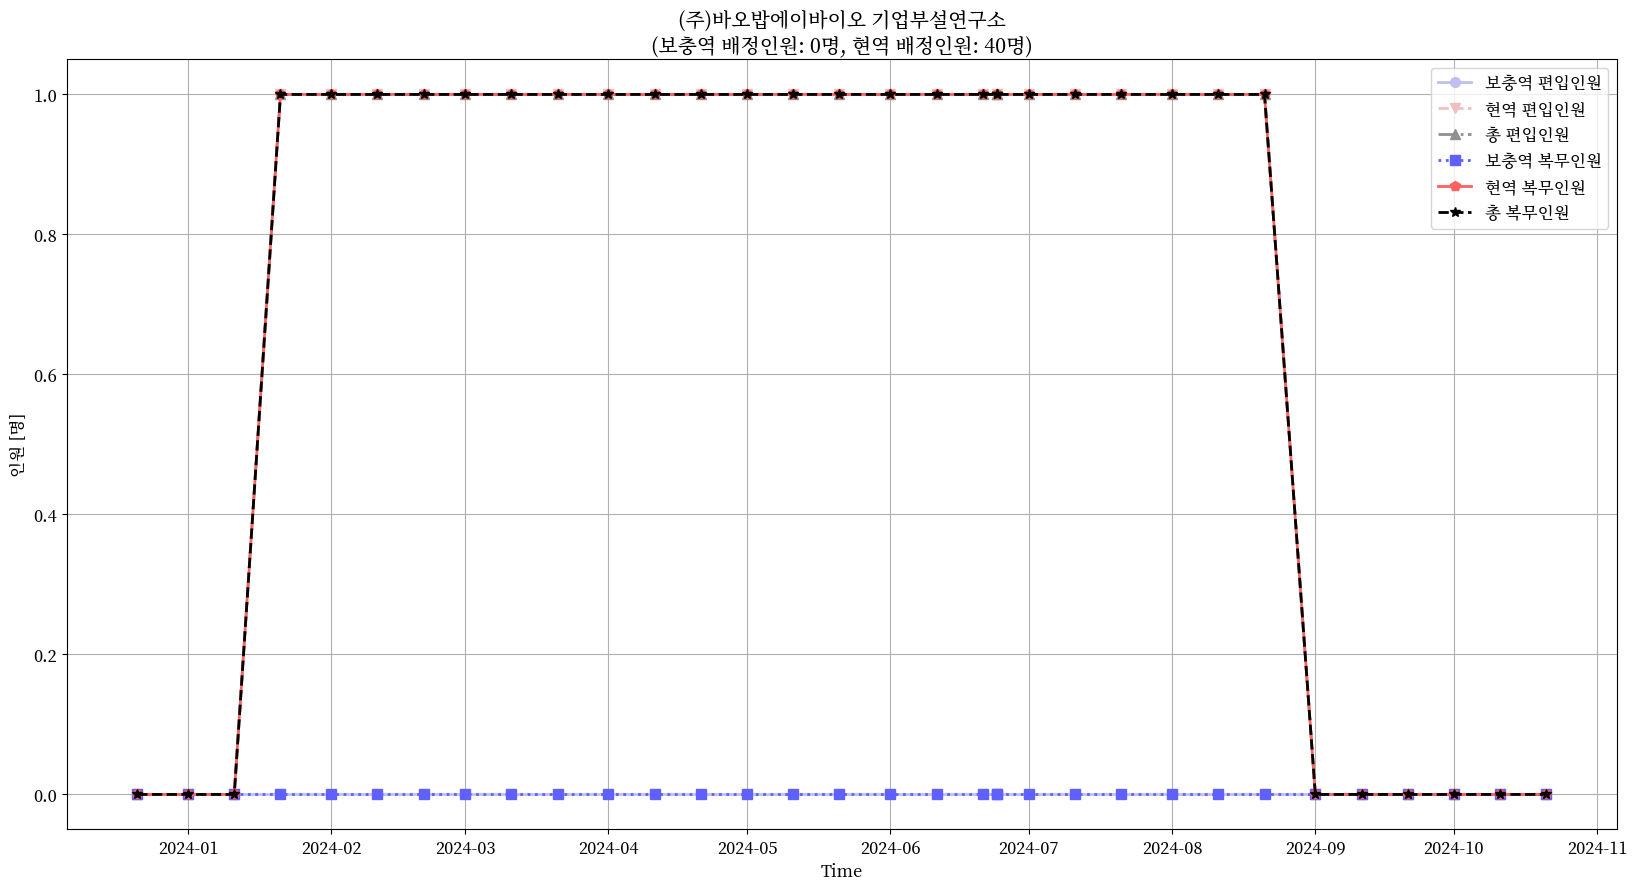 (주)바오밥에이바이오 기업부설연구소
(보충역 배정인원: 0명, 현역 배정인원: 40명)
보충역 편입인원
현역 편입인원
총 편입인원
보충역 복무인원
현역 복무인원
총 복무인원
1.0
0.8
0.6
0.4
0.2
0.0
인원 [명]
2024-01 2024-02 2024-03 2024-04 2024-05 2024-06 2024-07 2024-08 2024-09 2024-10 2024-11
Time